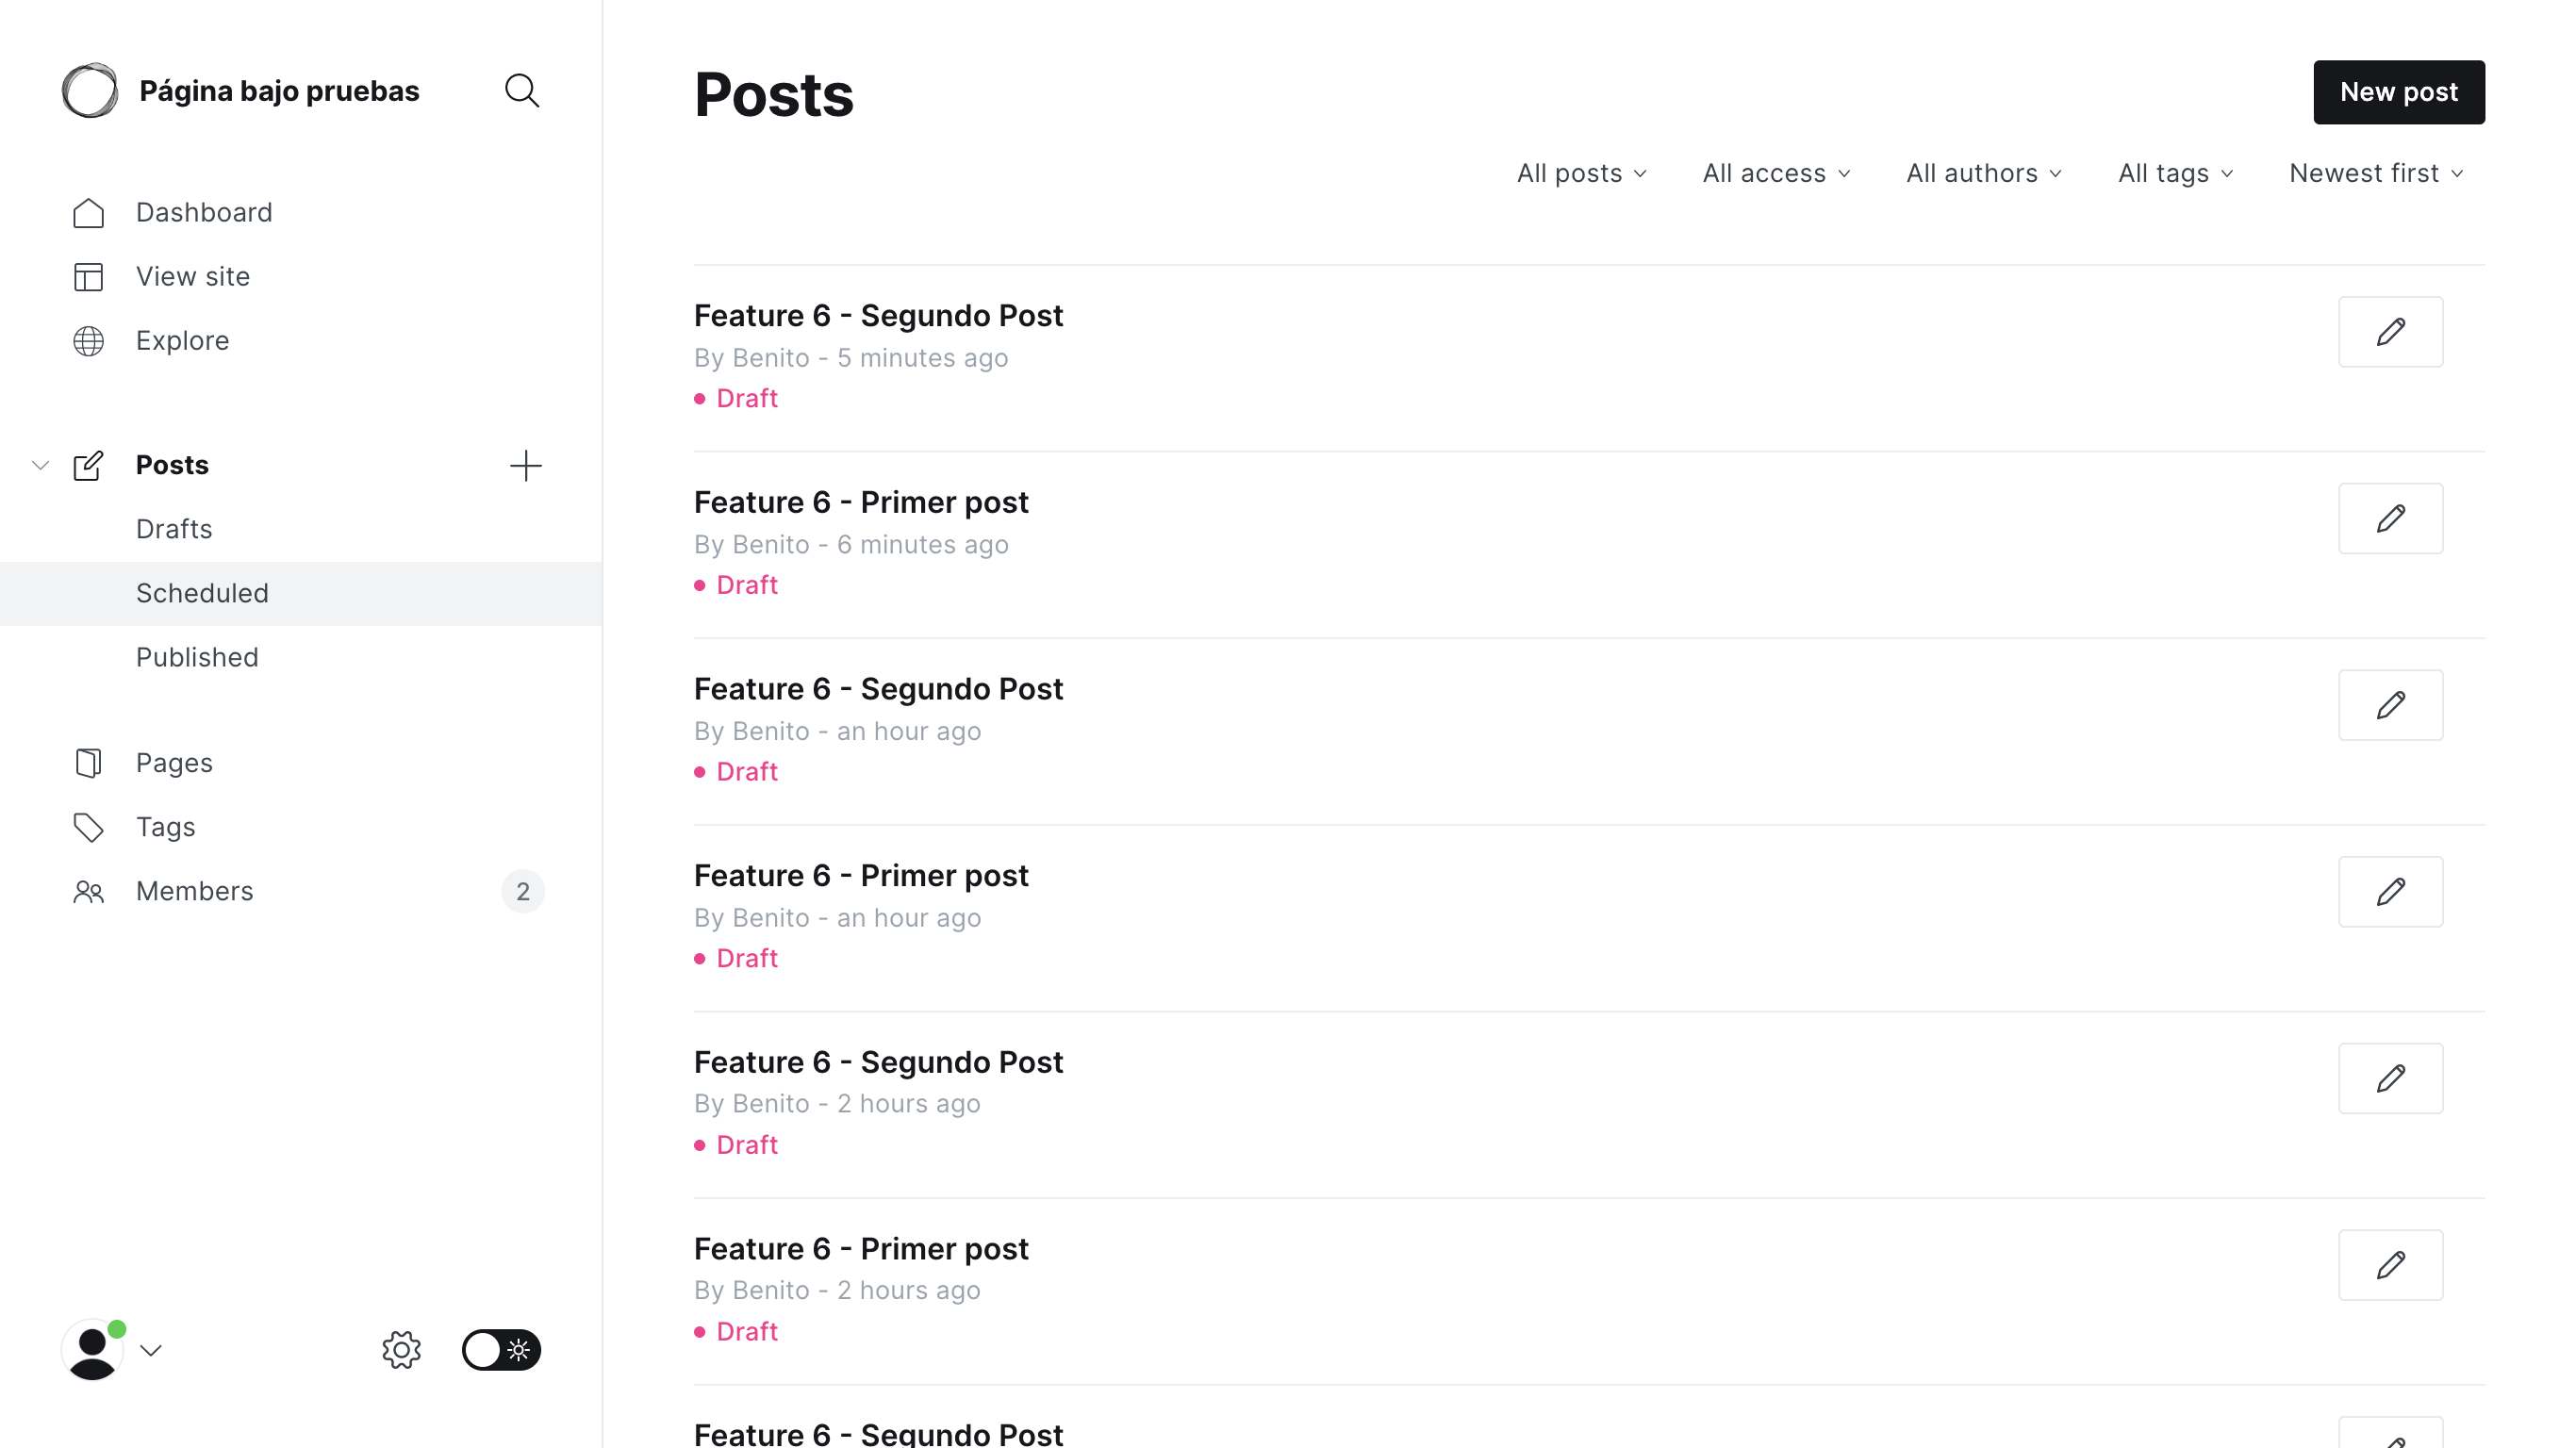 Página bajo pruebas
Dashboard
View site
Explore
Posts
Drafts
Scheduled
Published
Pages
Tags
Members 2
Posts
New post
All posts All access All authors All tags Newest first
Feature 6 - Segundo Post
By Benito - 5 minutes ago
Draft
Feature 6 - Primer post
By Benito - 6 minutes ago
Draft
Feature 6 - Segundo Post
By Benito - an hour ago
Draft
Feature 6 - Primer post
By Benito - an hour ago
Draft
Feature 6 - Segundo Post
By Benito - 2 hours ago
Draft
Feature 6 - Primer post
By Benito - 2 hours ago
Draft
Feature 6 - Segundo Post